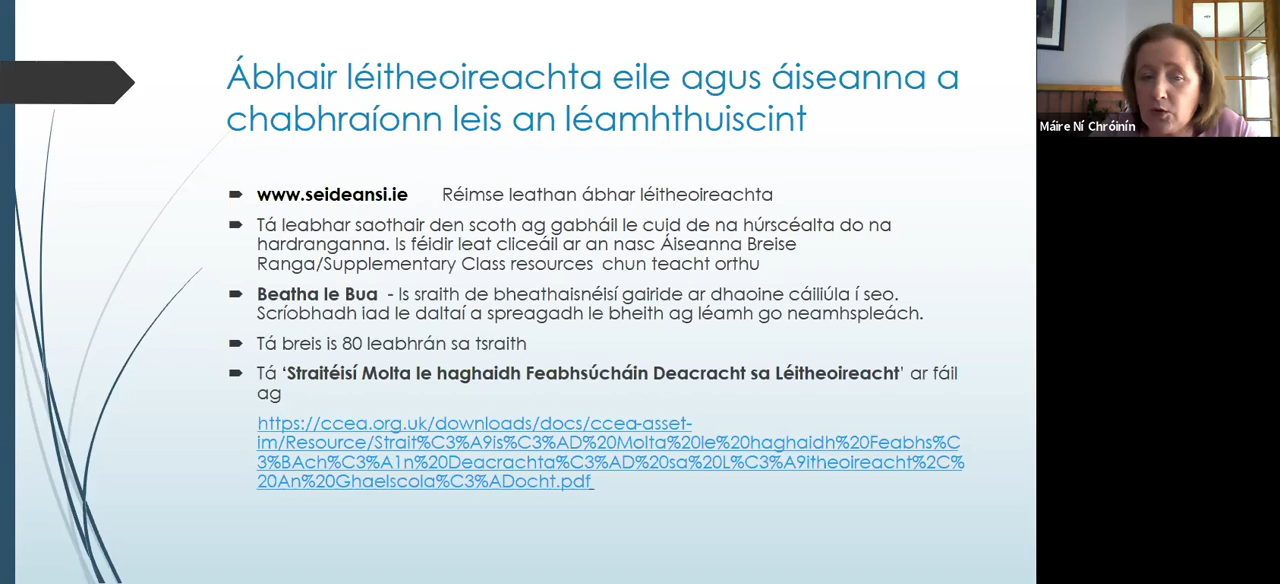 Ábhair léitheoireachta eile agus áiseanna a
chabhraíonn leis an léamhthuiscint
www.seideansi.ie Réimse leathan ábhar léitheoireachta
Tá leabhar saothair den scoth ag gabháil le cuid de na húrscéalta do na
hardranganna. Is féidir leat cliceáil ar an nasc Áiseanna Breise
Ranga/Supplementary Class resources chun teacht orthu
Beatha le Bua - Is sraith de bheathaisnéisí gairide ar dhaoine cáiliúla í seo.
Scríobhadh iad le daltaí a spreagadh le bheith ag léamh go neamhspleách.
Tá breis is 80 leabhrán sa tsraith
Tá ‘Straitéisí Molta le haghaidh Feabhsúcháin Deacracht sa Léitheoireacht’ ar fáil
ag
https://ccea.org.uk/downloads/docs/ccea-asset-
im/Resource/Strait%C3%A9is%C3%AD%20Molta%20le%20haghaidh%20Feabhs%C
3%BAch%C3%A1n%20Deacrachta%C3%AD%20sa%20L%C3%A9itheoireacht%2C%
20An%20Ghaelscola%C3%ADocht.pdf
Máire Ní Chróinín